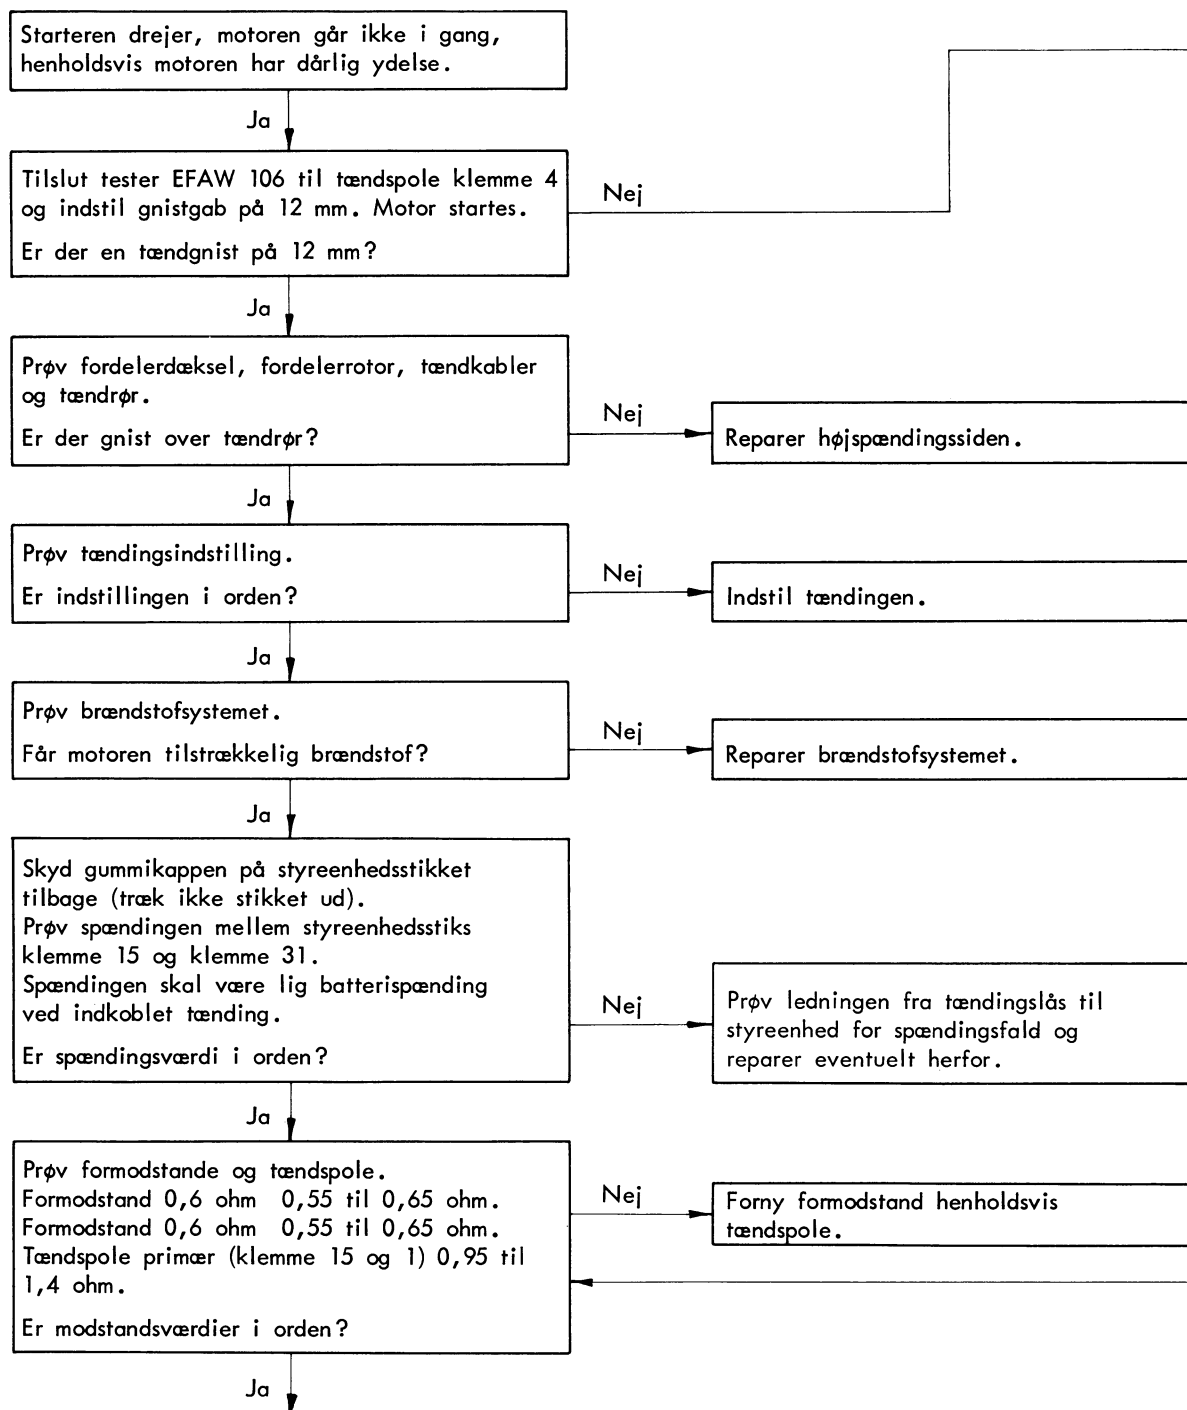 Starteren drejer, motoren går ikke i gang,
henholdsvis motoren har dårlig ydelse.
Ja
Tilslut tester EFAW 106 til tændspole klemme 4
og indstil gnistgab på 12 mm. Motor startes.
Er der en tændgnist på 12 mm?
Nej
Ja
Prøv fordelerdæksel, fordelerrotor, tændkabler
og tændrør.
Er der gnist over tændrør?
Nej
Reparer højspændingssiden.
Ja
Prøv tændingsindstilling.
Er indstillingen i orden?
Nej
Indstil tændingen.
Ja
Prøv brændstofsystemet.
Får motoren tilstrækkelig brændstof?
Nej
Reparer brændstofsystemet.
Ja
Skyd gummikappen på styreenhedsstikket
tilbage (træk ikke stikket ud).
Prøv spændingen mellem styreenhedsstiks
klemme 15 og klemme 31.
Spændingen skal være lig batterispænding
ved indkoblet tænding.
Er spændingsværdi i orden?
Nej
Prøv ledningen fra tændingslås til
styreenhed for spændingsfald og
reparer eventuelt herfor.
Ja
Prøv formodstande og tændspole.
Formodstand 0,6 ohm 0,55 til 0,65 ohm.
Formodstand 0,6 ohm 0,55 til 0,65 ohm.
Tændspole primær (klemme 15 og 1) 0,95 til
1,4 ohm.
Er modstandsværdier i orden?
Nej
Forny formodstand henholdsvis
tændspole.
Ja